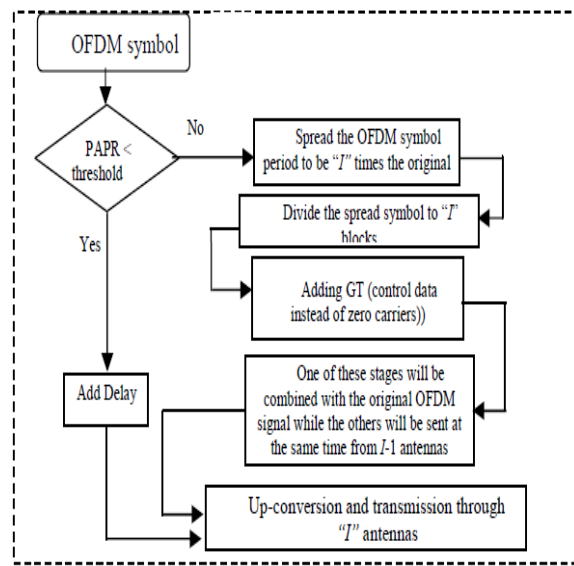 OFDM symbol
PAPR <
threshold
No
Yes
Spread the OFDM symbol
period to be “I” times the original
Divide the spread symbol to “I”
blocks
Adding GT (control data
instead of zero carriers))
One of these stages will be
combined with the original OFDM
signal while the others will be sent at
the same time from I-1 antennas
Add Delay
Up-conversion and transmission through
“I” antennas